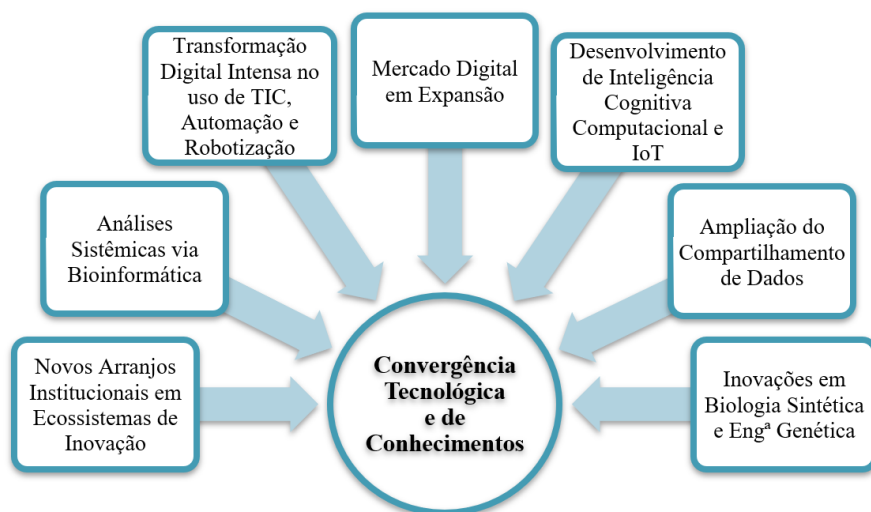 Transformação
Digital Intensa no
uso de TIC,
Automação e
Robotização
Mercado Digital
em Expansão
Desenvolvimento
de Inteligência
Cognitiva
Computacional e
IoT
Análises
Sistêmicas via
Bioinformática
Ampliação do
Compartilhamento
de Dados
Novos Arranjos
Institucionais em
Ecossistemas de
Inovação
Convergência
Tecnológica
e de
Conhecimentos
Inovações em
Biologia Sintética
e Engª Genética